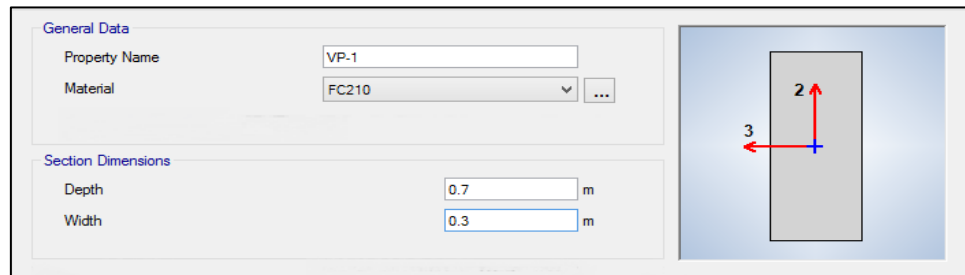 General Data
Property Name VP-1
Material FC210 ...
Section Dimensions
Depth 0.7 m
Width 0.3 m
2
3